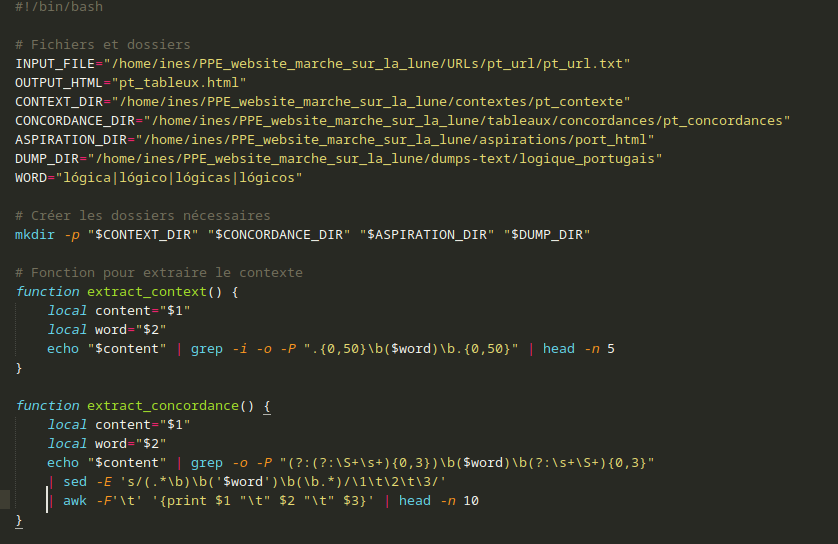 #!/bin/bash
# Fichiers et dossiers
INPUT_FILE="/home/ines/PPE_website_marche_sur_la_lune/URLs/pt_url/pt_url.txt"
OUTPUT_HTML="pt_tableux.html"
CONTEXT_DIR="/home/ines/PPE_website_marche_sur_la_lune/contextes/pt_contexte"
CONCORDANCE_DIR="/home/ines/PPE_website_marche_sur_la_lune/tableaux/concordances/pt_concordances"
ASPIRATION_DIR="/home/ines/PPE_website_marche_sur_la_lune/aspirations/port_html"
DUMP_DIR="/home/ines/PPE_website_marche_sur_la_lune/dumps-text/logique_portugais"
WORD="lógica|lógico|lógicas|lógicos"
# Créer les dossiers nécessaires
mkdir -p "$CONTEXT_DIR" "$CONCORDANCE_DIR" "$ASPIRATION_DIR" "$DUMP_DIR"
# Fonction pour extraire le contexte
function extract_context() {
    local content="$1"
    local word="$2"
    echo "$content" | grep -i -o -P ".{0,50}\b($word)\b.{0,50}" | head -n 5
}
function extract_concordance() {
    local content="$1"
    local word="$2"
    echo "$content" | grep -o -P "(?:(?:\S+\s+){0,3})\b($word)\b(?:\s+\S+){0,3}"
    | sed -E 's/(.*\b)\b('$word')\b(\b.*)/\1\t\2\t\3/'
    | awk -F'\t' '{print $1 "\t" $2 "\t" $3}' | head -n 10
}